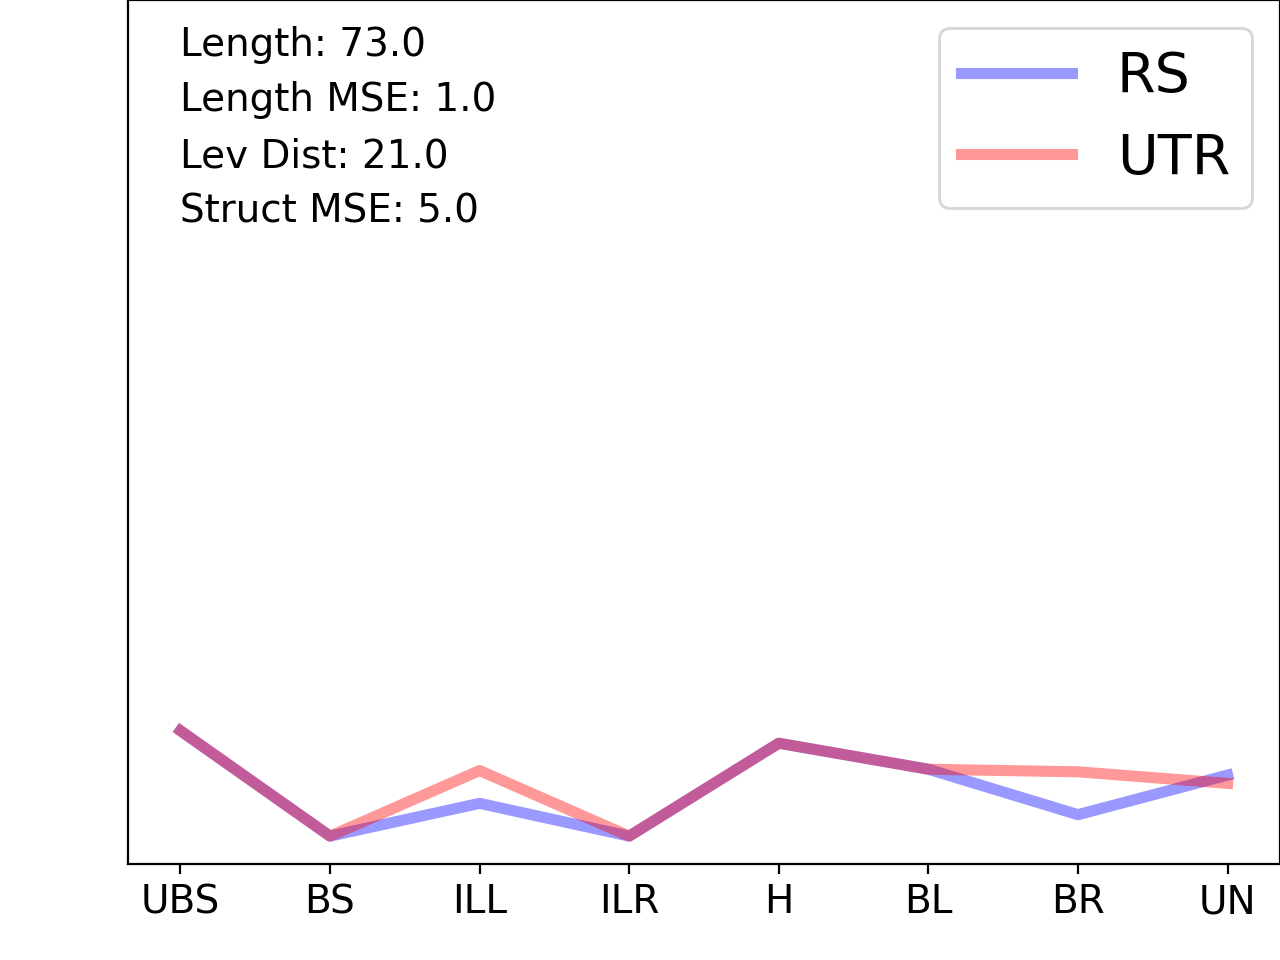 Length: 73.0
Length MSE: 1.0
Lev Dist: 21.0
Struct MSE: 5.0
RS
UTR
UBS BS ILL ILR H BL BR UN